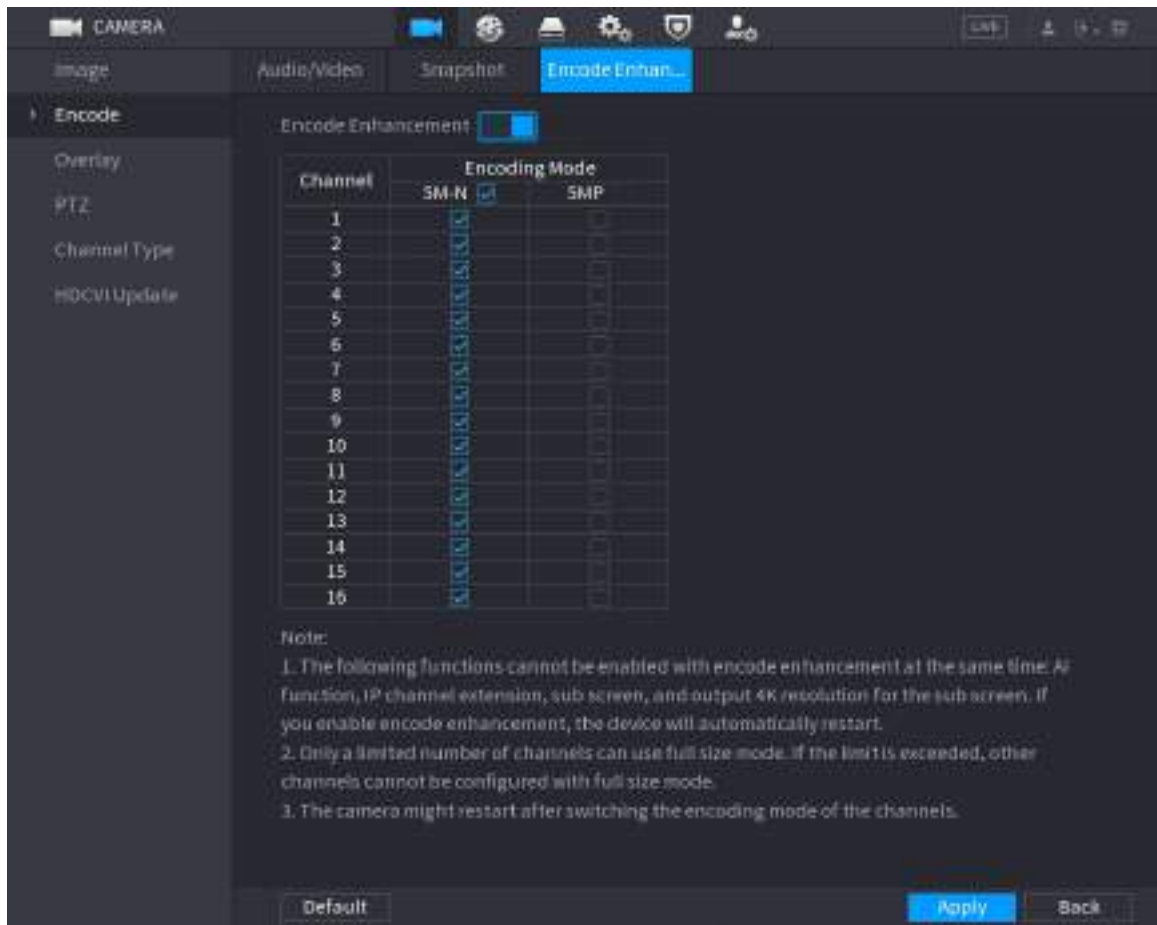 CAMERA
LIVE
Image
Audio/Video
Snapshot
Encode Enhan...
Encode
Encode Enhancement
Overlay
Channel
Encoding Mode
5M-N
5MP
PTZ
Channel Type
HDCVI Update
1
2
3
4
5
6
7
8
9
10
11
12
13
14
15
16
Note:
1. The following functions cannot be enabled with encode enhancement at the same time: AI
function, IP channel extension, sub screen, and output 4K resolution for the sub screen. If
you enable encode enhancement, the device will automatically restart.
2. Only a limited number of channels can use full size mode. If the limit is exceeded, other
channels cannot be configured with full size mode.
3. The camera might restart after switching the encoding mode of the channels.
Default
Apply
Back